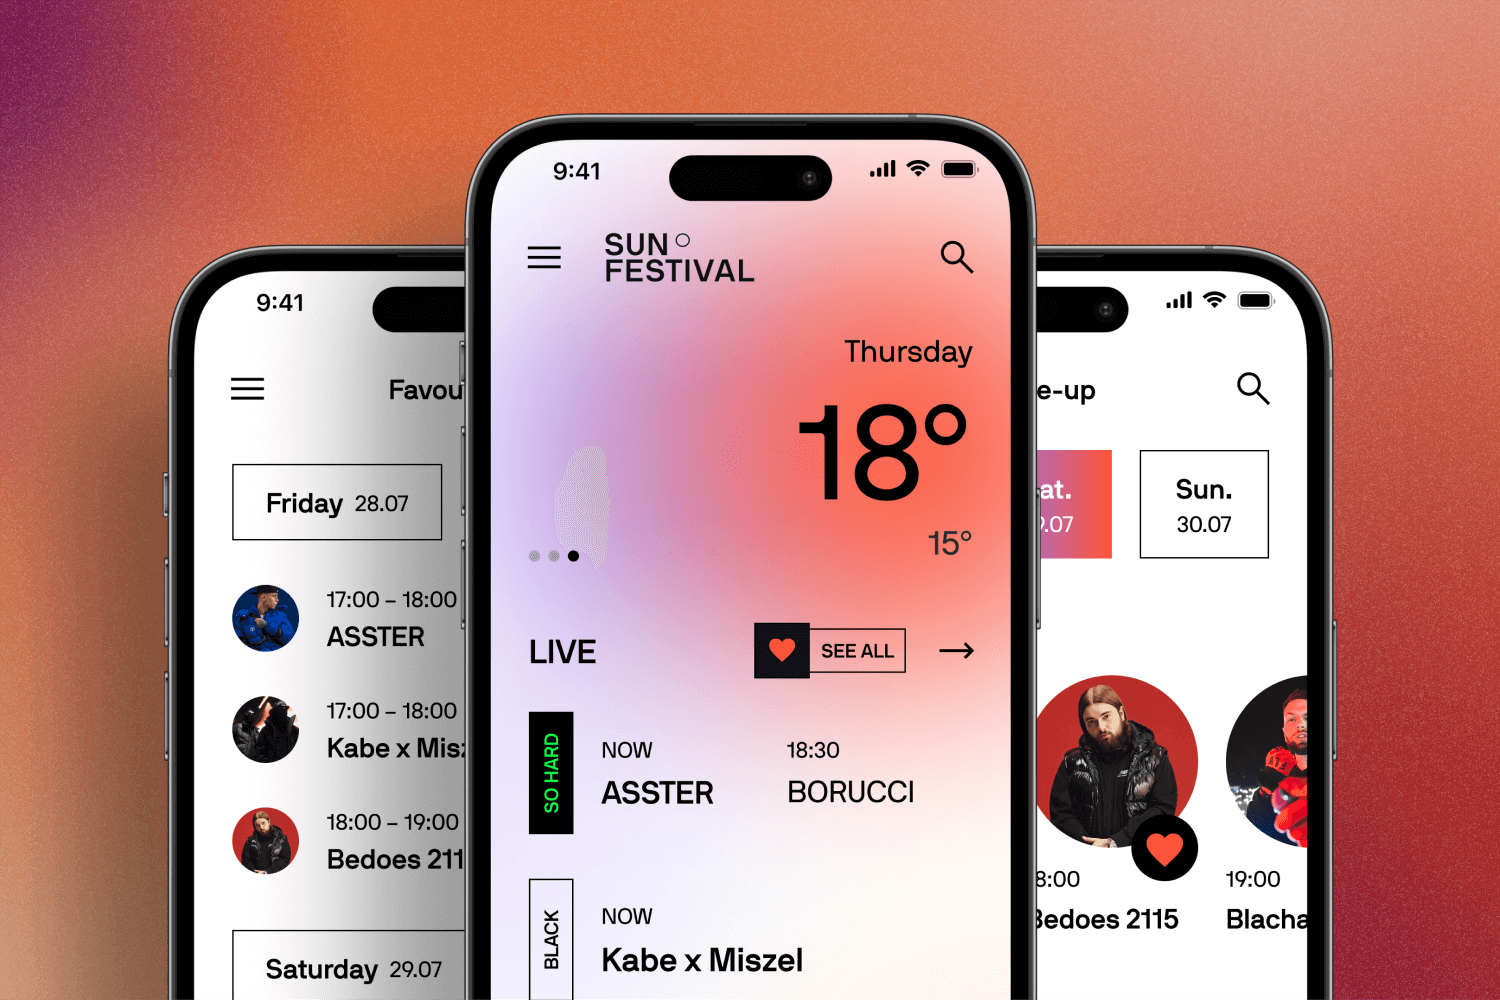 9:41
Favou
Friday 28.07
17:00 – 18:00
ASSTER
17:00 – 18:00
Kabe x Mis
18:00 – 19:00
Bedoes 211
Saturday 29.07
9:41
SUN
FESTIVAL
Thursday
18°
15°
LIVE
SEE ALL
SO HARD
NOW
ASSTER
18:30
BORUCCI
BLACK
NOW
Kabe x Miszel
e-up
at.
9.07
Sun.
30.07
8:00
Bedoes 2115
19:00
Blacha